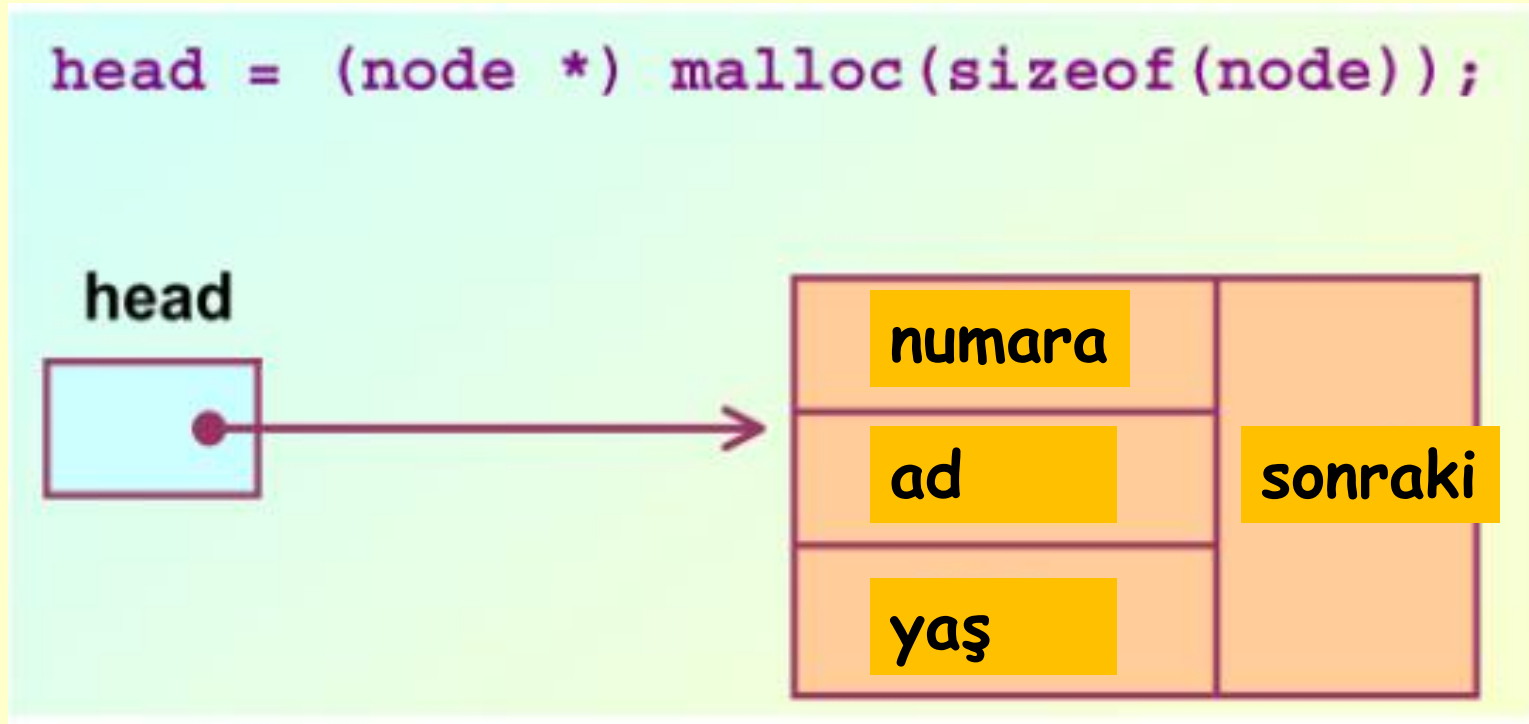 head = (node *) malloc(sizeof(node));
head
numara
ad
sonraki
yaş